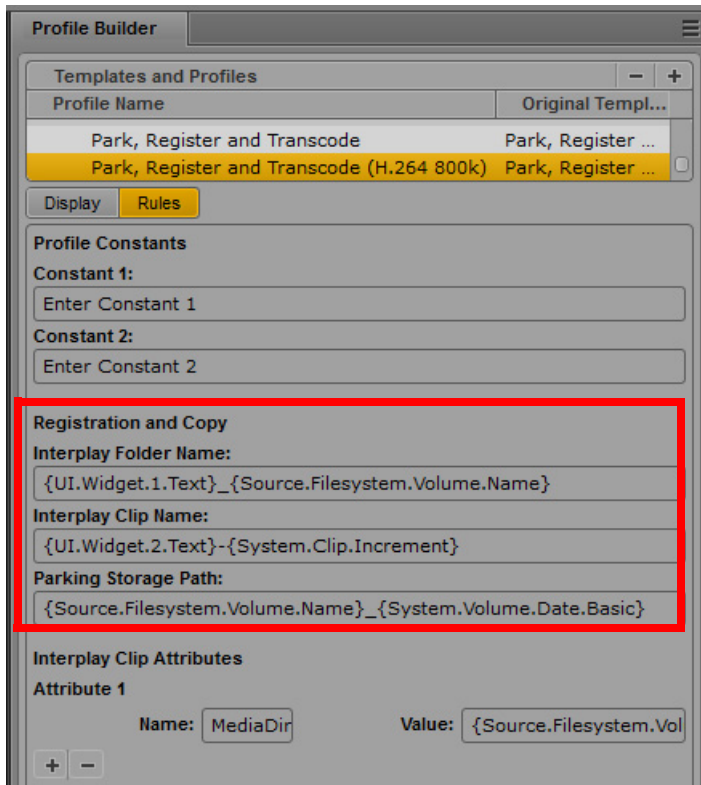 Profile Builder
Templates and Profiles
Profile Name Original Templ...
Park, Register and Transcode Park, Register ...
Park, Register and Transcode (H.264 800k) Park, Register ...
Display Rules
Profile Constants
Constant 1:
Enter Constant 1
Constant 2:
Enter Constant 2
Registration and Copy
Interplay Folder Name:
{UI.Widget.1.Text}_{Source.Filesystem.Volume.Name}
Interplay Clip Name:
{UI.Widget.2.Text}-{System.Clip.Increment}
Parking Storage Path:
{Source.Filesystem.Volume.Name}_{System.Volume.Date.Basic}
Interplay Clip Attributes
Attribute 1
Name: MediaDir Value: {Source.Filesystem.Vol